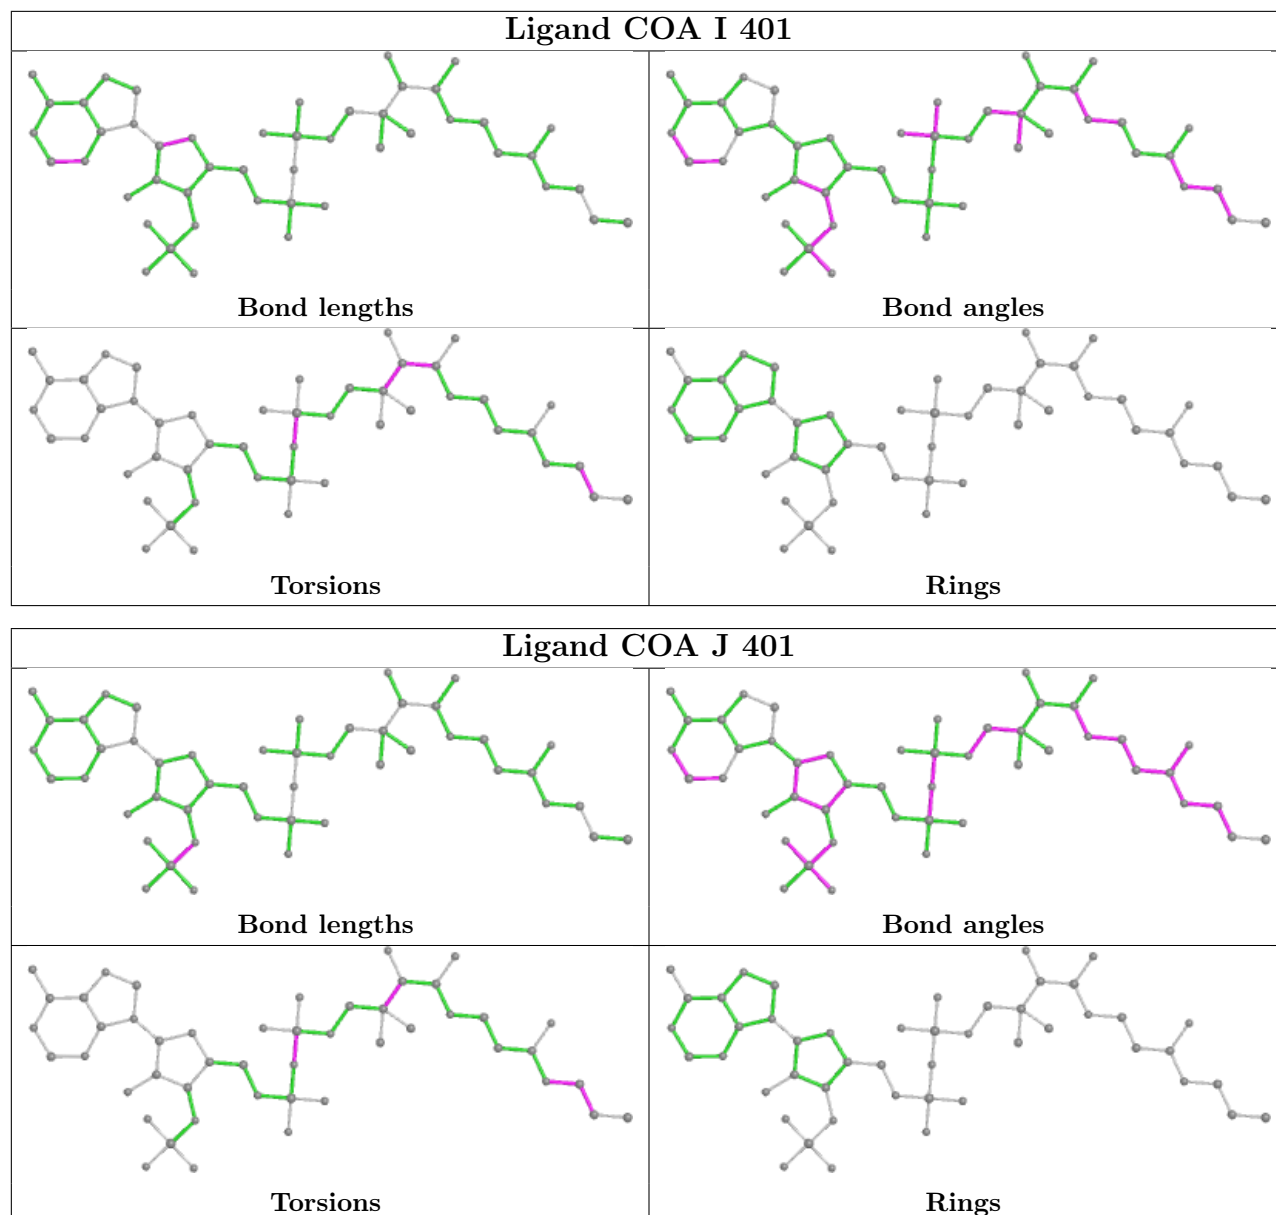 Ligand COA I 401
Bond lengths
Bond angles
Torsions
Rings
Ligand COA J 401
Bond lengths
Bond angles
Torsions
Rings